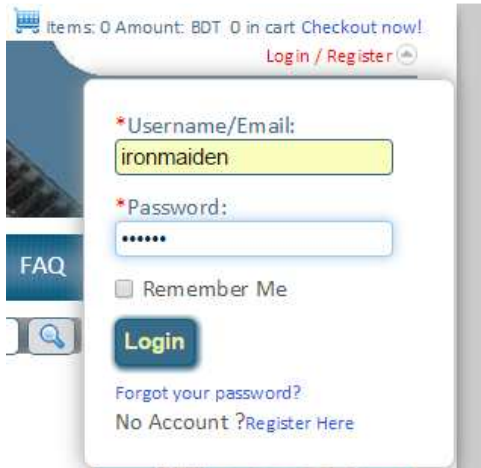 Items: 0 Amount: BDT 0 in cart Checkout now!
Login / Register
*Username/Email:
ironmaiden
*Password:
••••••
FAQ
Remember Me
Login
Forgot your password?
No Account ?Register Here